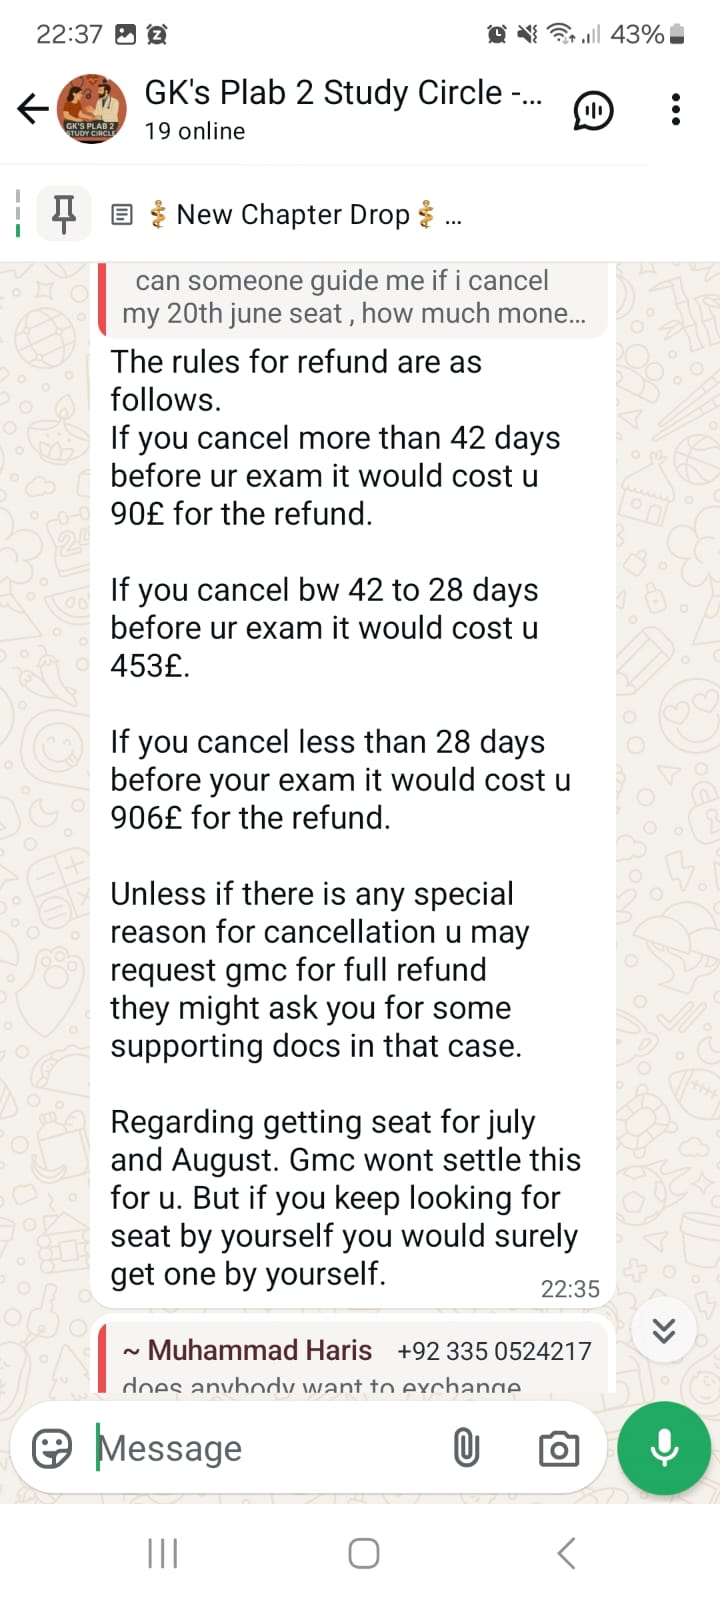 22:37
43%
GK's Plab 2 Study Circle -...
19 online
GK'S PLAB 2
STUDY CIRCLE
New Chapter Drop ...
can someone guide me if i cancel
my 20th june seat , how much mone...
The rules for refund are as
follows.
If you cancel more than 42 days
before ur exam it would cost u
90£ for the refund.
If you cancel bw 42 to 28 days
before ur exam it would cost u
453£.
If you cancel less than 28 days
before your exam it would cost u
906£ for the refund.
Unless if there is any special
reason for cancellation u may
request gmc for full refund
they might ask you for some
supporting docs in that case.
Regarding getting seat for july
and August. Gmc wont settle this
for u. But if you keep looking for
seat by yourself you would surely
get one by yourself.
22:35
~ Muhammad Haris +92 335 0524217
does anybody want to exchange
Message